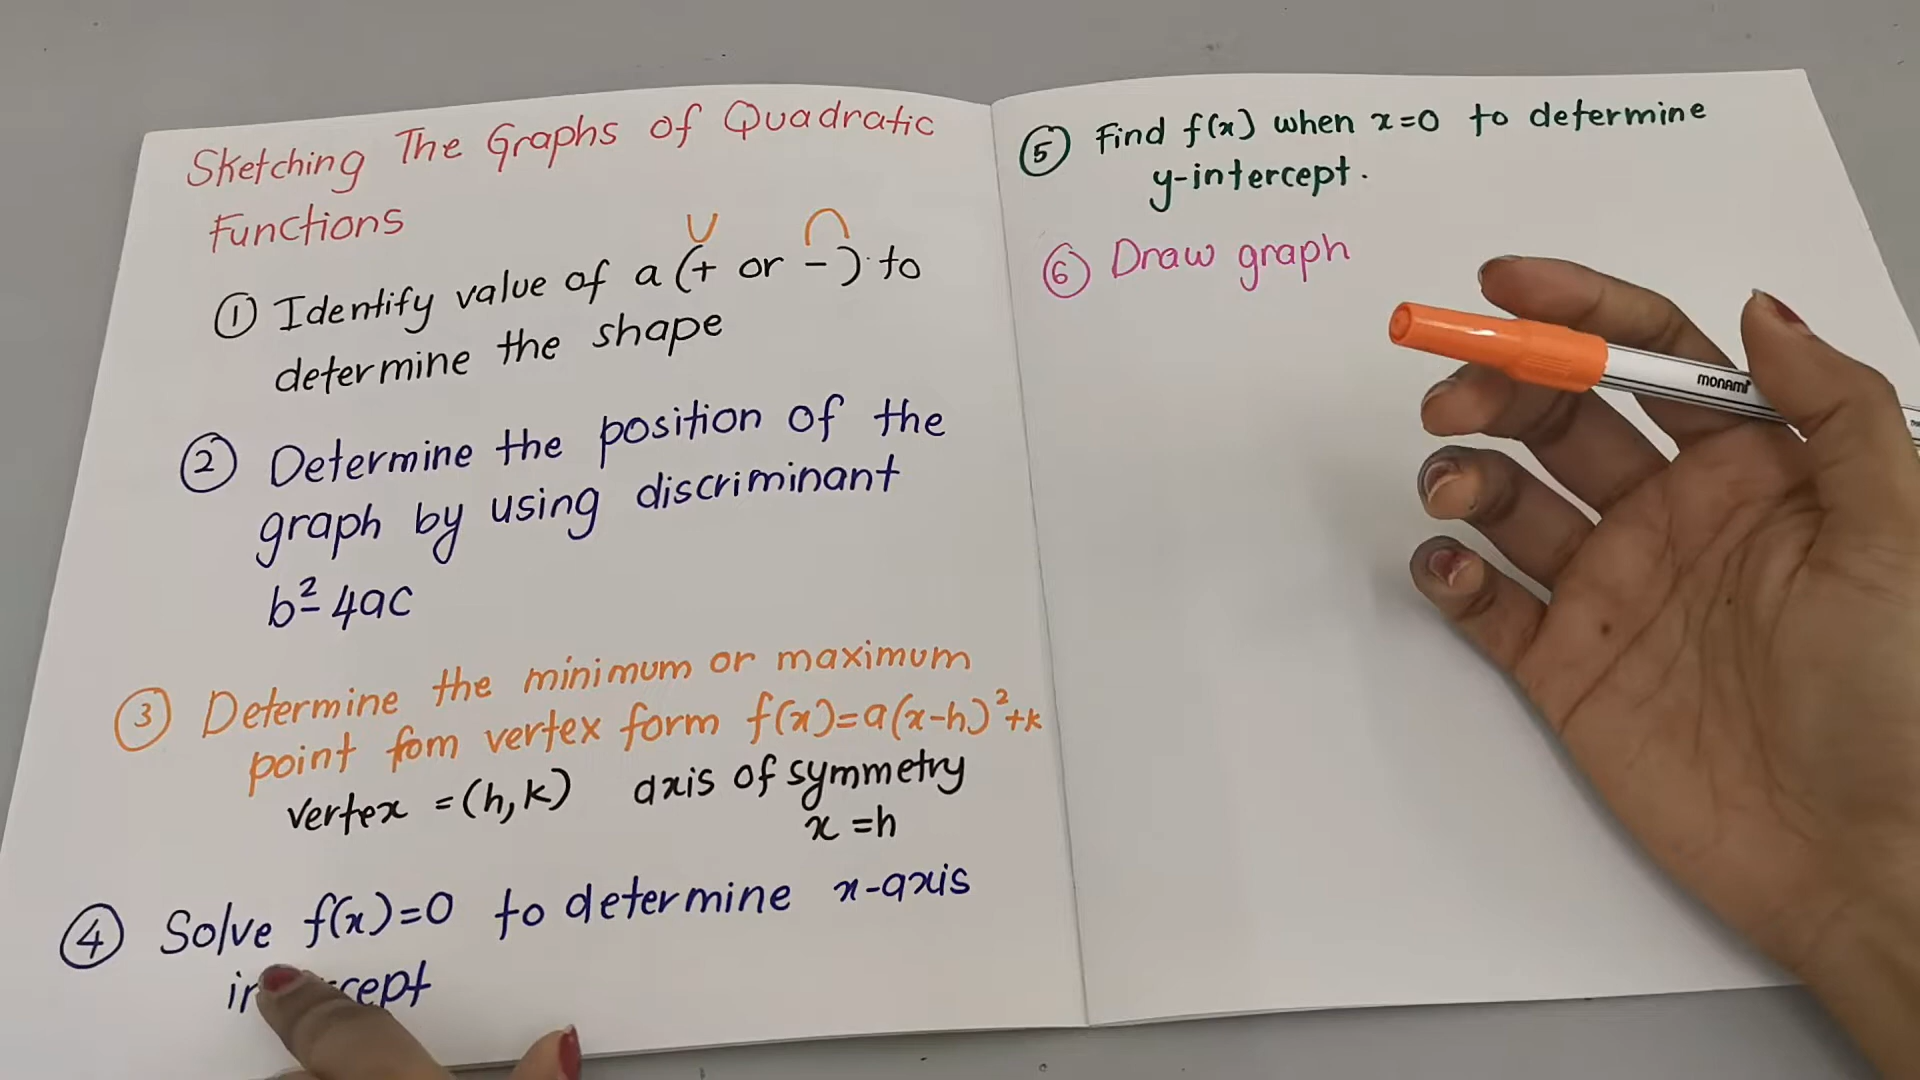 Sketching The Graphs of Quadratic
Functions
① Identify value of a (+ or -) to
determine the shape
② Determine the position of the
graph by using discriminant
b²-4ac
③ Determine the minimum or maximum
point fom vertex form f(x)=a(x-h)²+k
vertex =(h,k) axis of symmetry
x=h
④ Solve f(x)=0 to determine x-axis
⑤ Find f(x) when x=0 to determine
y-intercept.
⑥ Draw graph
monami